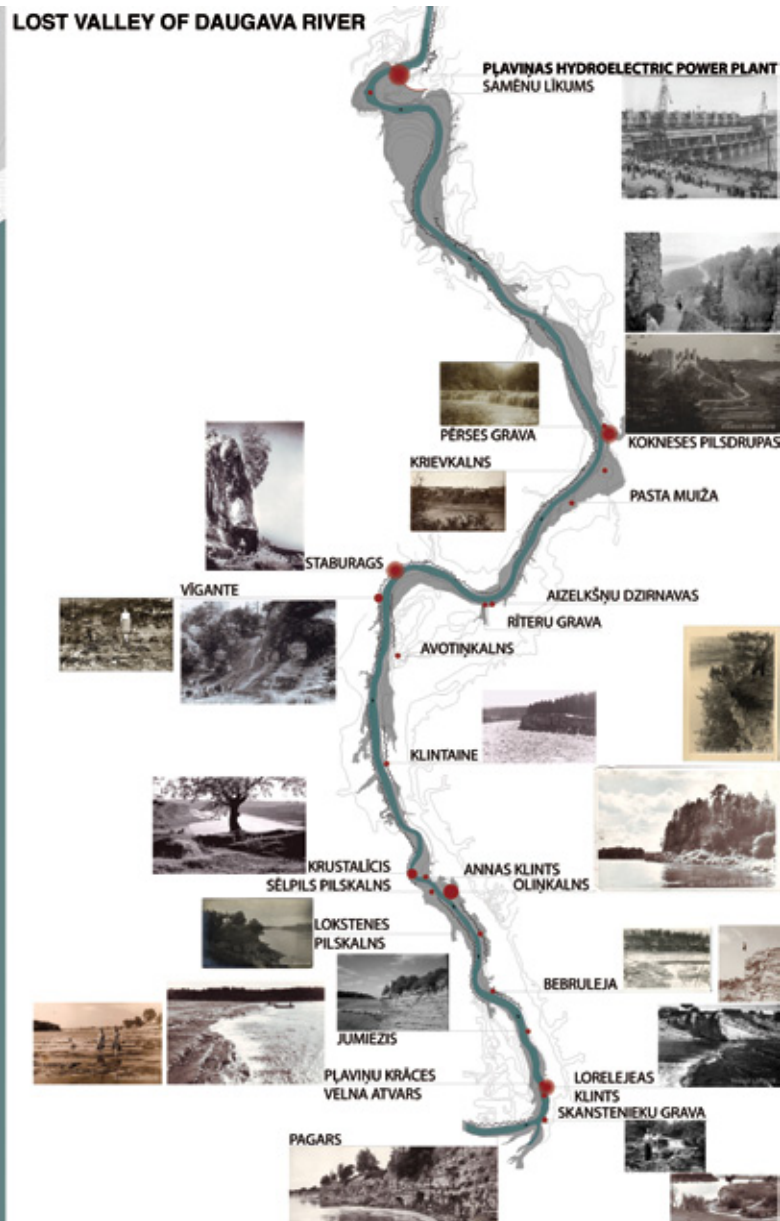 LOST VALLEY OF DAUGAVA RIVER
PĻAVIŅAS HYDROELECTRIC POWER PLANT
SAMĒNU LĪKUMS
PĒRSES GRAVA
KOKNESES PILSDRUPAS
KRIEVKALNS
PASTA MUIŽA
STABURAGS
VĪGANTE
AIZELKŠŅU DZIRNAVAS
RĪTERU GRAVA
AVOTIŅKALNS
KLINTAINE
KRUSTALĪCIS
ANNAS KLINTS
SĒLPILS PILSKALNS
OLIŅKALNS
LOKSTENES
PILSKALNS
BEBRULEJA
JUMIEZIS
PĻAVIŅU KRĀCES
VELNA ATVARS
LORELEJEAS
KLINTS
SKANSTENIEKU GRAVA
PAGARS